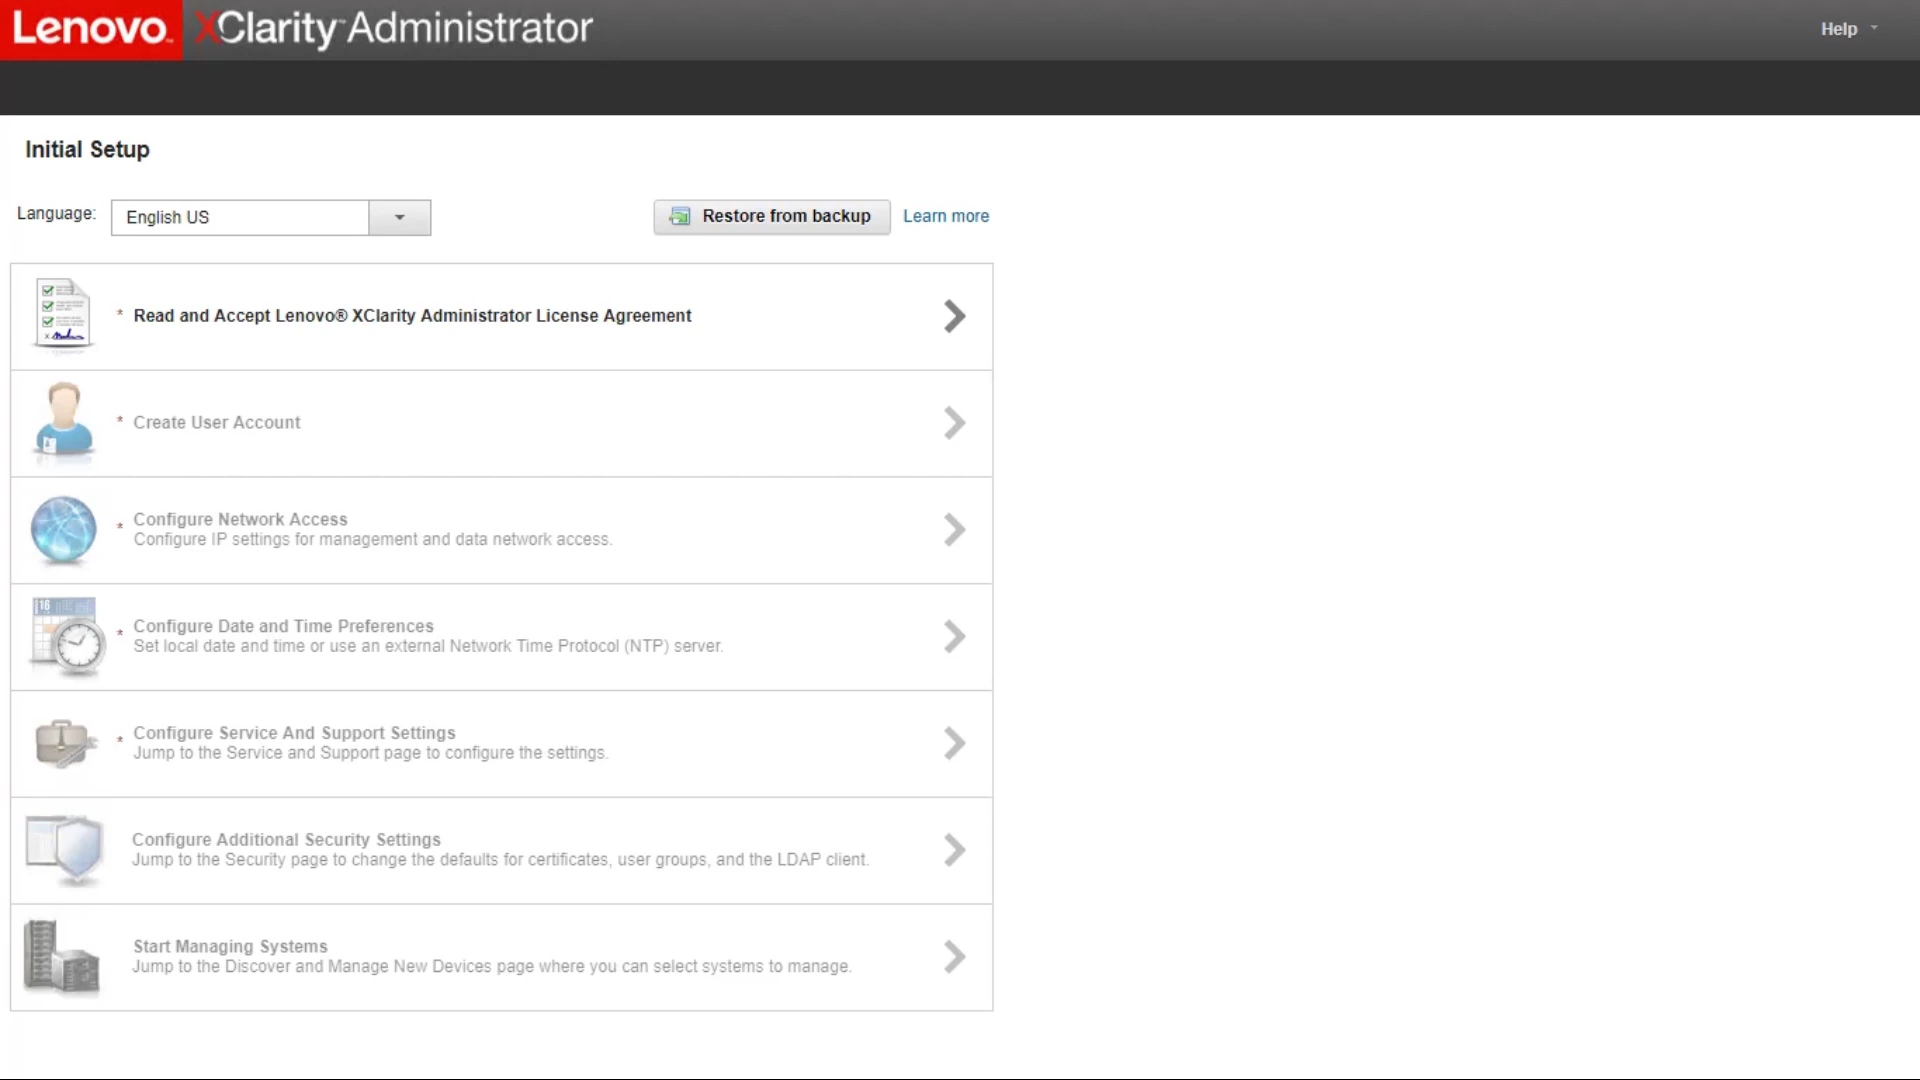 Lenovo XClarity Administrator
Help
Initial Setup
Language:
English US
Restore from backup
Learn more
* Read and Accept Lenovo® XClarity Administrator License Agreement
* Create User Account
* Configure Network Access
Configure IP settings for management and data network access.
16
* Configure Date and Time Preferences
Set local date and time or use an external Network Time Protocol (NTP) server.
* Configure Service And Support Settings
Jump to the Service and Support page to configure the settings.
Configure Additional Security Settings
Jump to the Security page to change the defaults for certificates, user groups, and the LDAP client.
Start Managing Systems
Jump to the Discover and Manage New Devices page where you can select systems to manage.